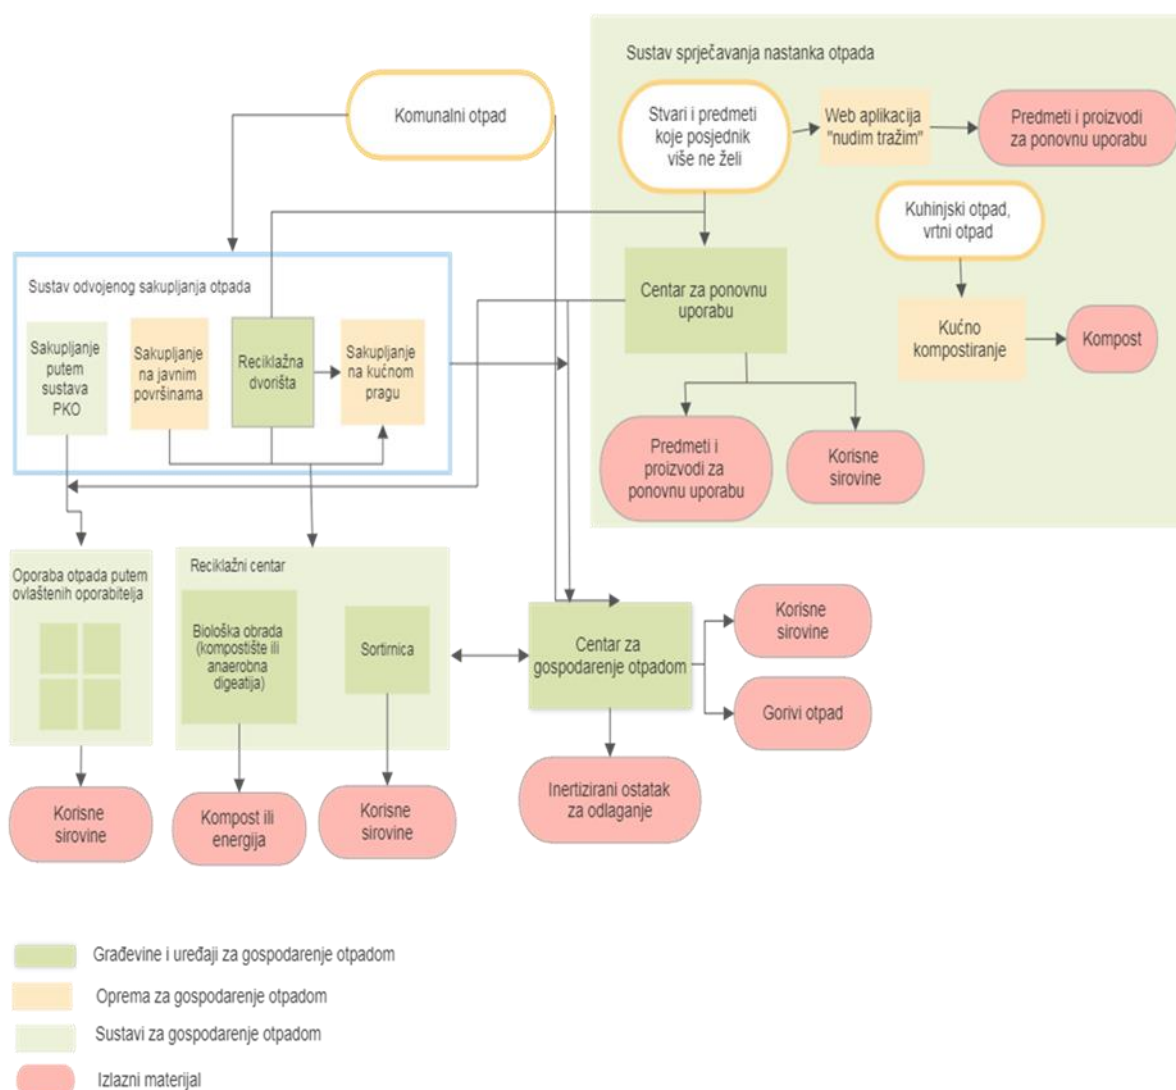 Sustav sprječavanja nastanka otpada
Komunalni otpad
Stvari i predmeti
koje posjednik
više ne želi
Web aplikacija
"nudim tražim"
Predmeti i proizvodi
za ponovnu uporabu
Kuhinjski otpad,
vrtni otpad
Sustav odvojenog sakupljanja otpada
Sakupljanje
putem
sustava
PKO
Sakupljanje
na javnim
površinama
Reciklažna
dvorišta
Sakupljanje
na kućnom
pragu
Centar za ponovnu
uporabu
Kućno
kompostiranje
Kompost
Predmeti i
proizvodi za
ponovnu uporabu
Korisne
sirovine
Oporaba otpada putem
ovlaštenih oporabitelja
Reciklažni centar
Biološka obrada
(kompostište ili
anaerobna
digeatija)
Sortirnica
Centar za
gospodarenje otpadom
Korisne
sirovine
Gorivi otpad
Inertizirani ostatak
za odlaganje
Korisne
sirovine
Kompost ili
energija
Korisne
sirovine
Građevine i uređaji za gospodarenje otpadom
Oprema za gospodarenje otpadom
Sustavi za gospodarenje otpadom
Izlazni materijal